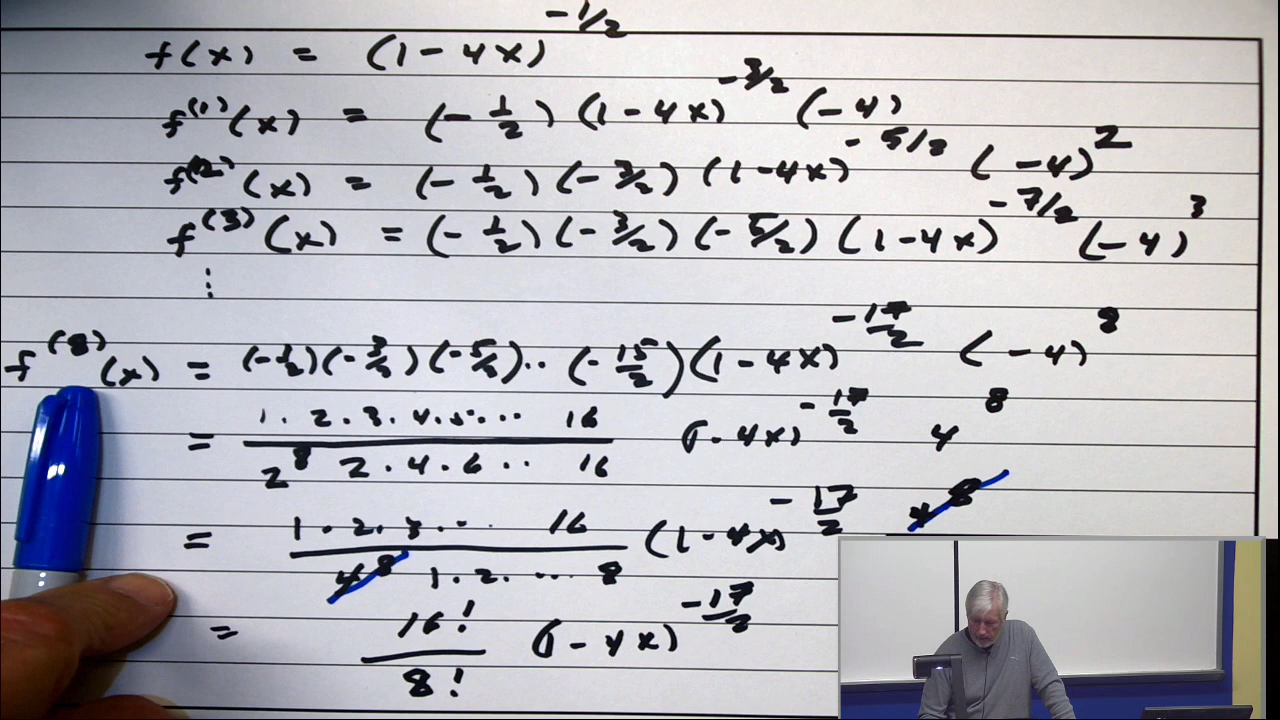 f(x) = (1-4x)^{-1/2}
f^{(1)}(x) = (-1/2)(1-4x)^{-3/2}(-4)
f^{(2)}(x) = (-1/2)(-3/2)(1-4x)^{-5/2}(-4)^2
f^{(3)}(x) = (-1/2)(-3/2)(-5/2)(1-4x)^{-7/2}(-4)^3
⋮
f^{(8)}(x) = (-1/2)(-3/2)(-5/2)··(-15/2)(1-4x)^{-17/2}(-4)^8
= \frac{1·2·3·4·5·... 16}{2^8 2·4·6·.. 16} (1-4x)^{-17/2} 4^8
= \frac{1·2·3·... 16}{4^8 1·2·... 8} (1-4x)^{-17/2} 4^8
= \frac{16!}{8!} (1-4x)^{-17/2}